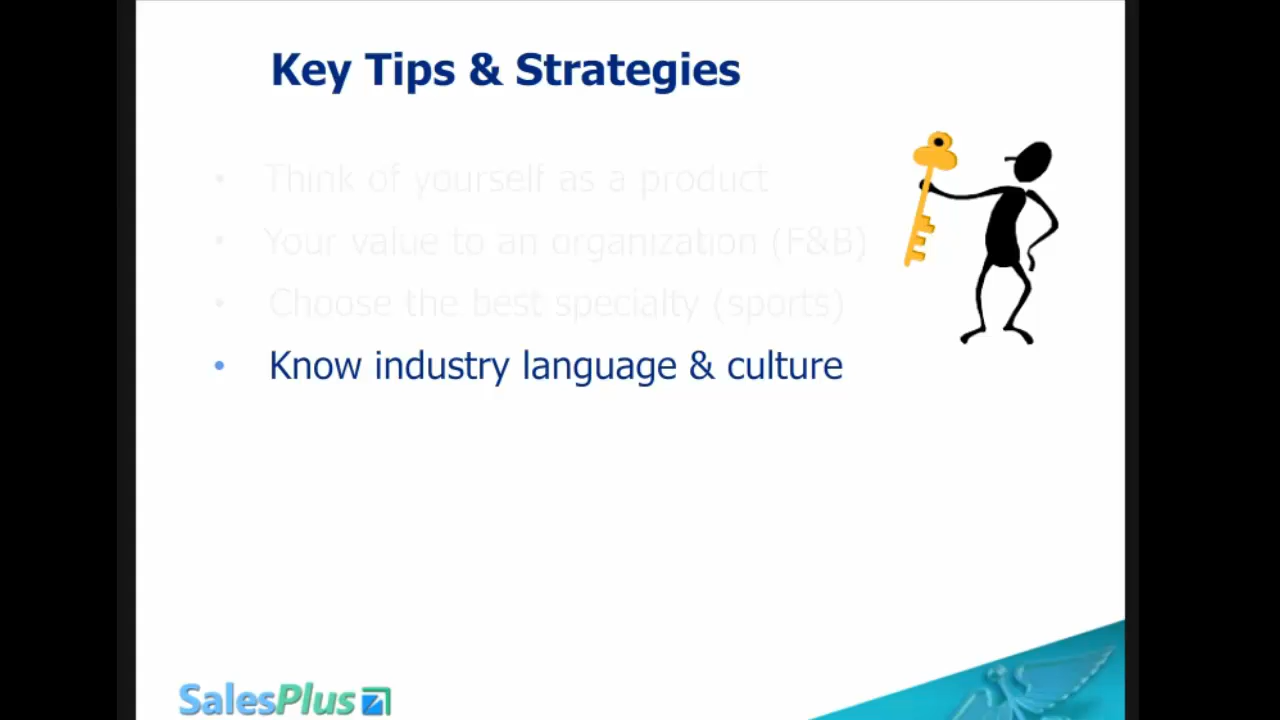 Key Tips & Strategies
• Think of yourself as a product
• Your value to an organization (F&B)
• Choose the best specialty (sports)
• Know industry language & culture
SalesPlus